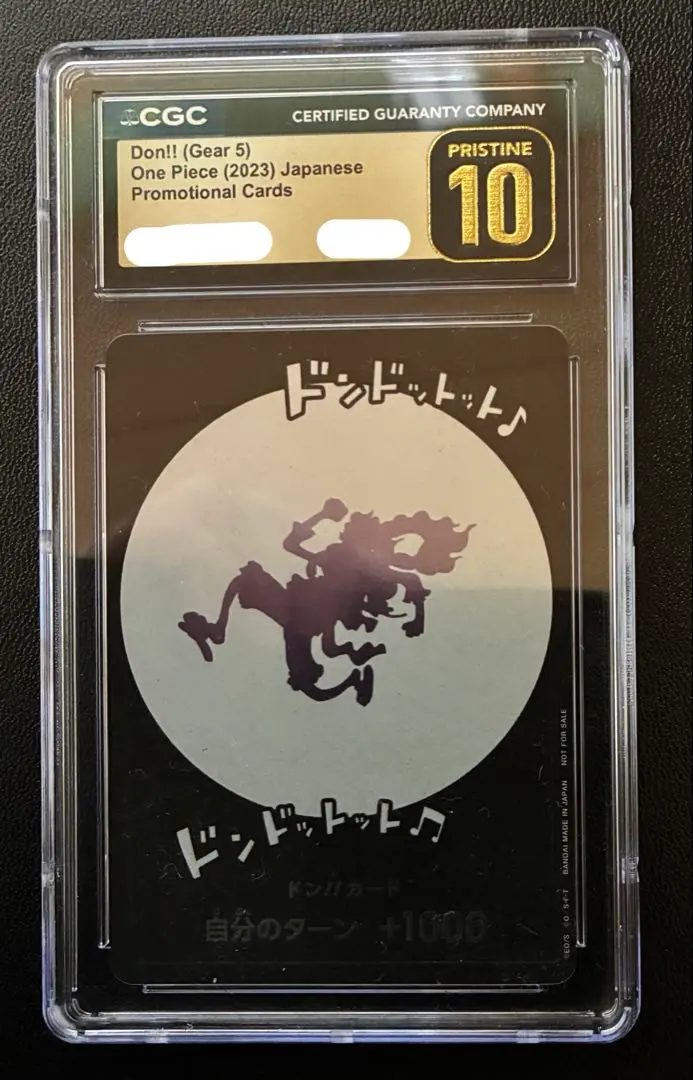 CGC CERTIFIED GUARANTY COMPANY
Don!! (Gear 5)
One Piece (2023) Japanese
Promotional Cards
PRISTINE
10
ドンドットット♪
ドンドットット♫
ドン!!カード
自分のターン +1000
©EO/S ©O/S・F・T BANDAI MADE IN JAPAN NOT FOR SALE